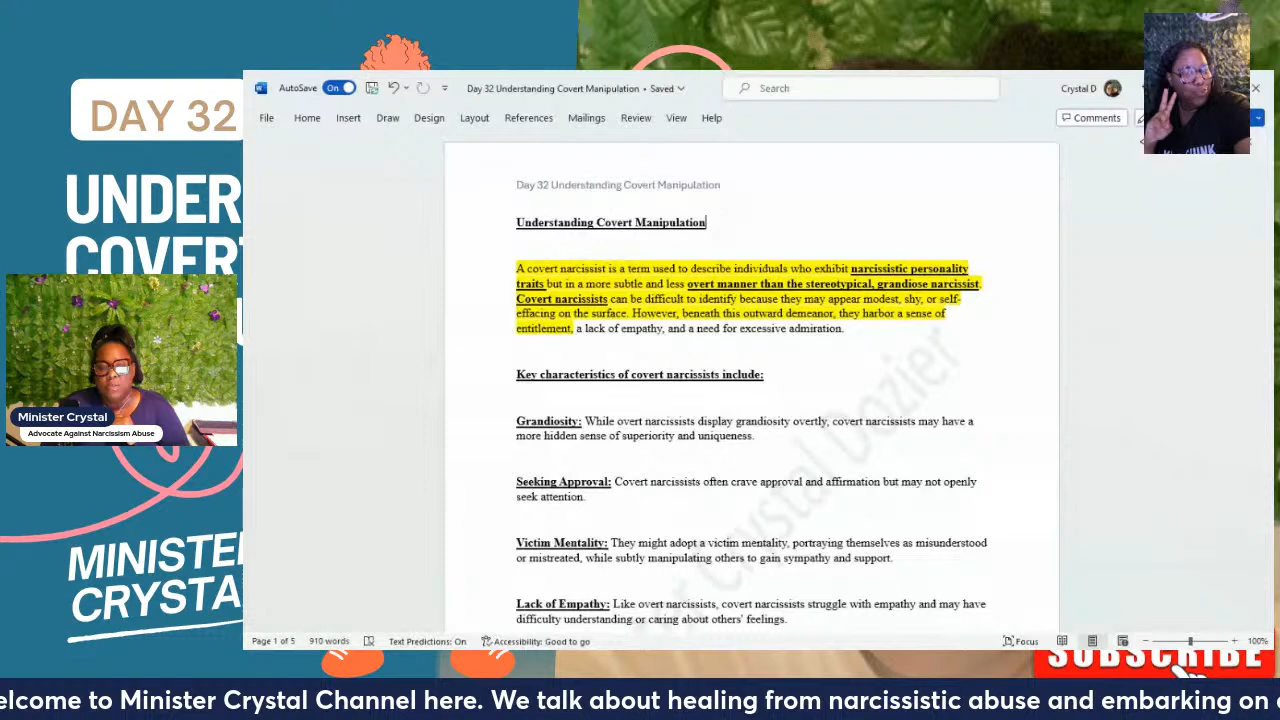 DAY 32
UNDER
COVER
MINISTE
CRYSTA
Minister Crystal
Advocate Against Narcissism Abuse
AutoSave On
Day 32 Understanding Covert Manipulation • Saved
Search
Crystal D
File Home Insert Draw Design Layout References Mailings Review View Help
Comments
Day 32 Understanding Covert Manipulation
Understanding Covert Manipulation
A covert narcissist is a term used to describe individuals who exhibit narcissistic personality
traits but in a more subtle and less overt manner than the stereotypical, grandiose narcissist.
Covert narcissists can be difficult to identify because they may appear modest, shy, or self-
effacing on the surface. However, beneath this outward demeanor, they harbor a sense of
entitlement, a lack of empathy, and a need for excessive admiration.
Key characteristics of covert narcissists include:
Grandiosity: While overt narcissists display grandiosity overtly, covert narcissists may have a
more hidden sense of superiority and uniqueness.
Seeking Approval: Covert narcissists often crave approval and affirmation but may not openly
seek attention.
Victim Mentality: They might adopt a victim mentality, portraying themselves as misunderstood
or mistreated, while subtly manipulating others to gain sympathy and support.
Lack of Empathy: Like overt narcissists, covert narcissists struggle with empathy and may have
difficulty understanding or caring about others' feelings.
er Crystal Dozier
Page 1 of 5 910 words Text Predictions: On Accessibility: Good to go
Focus 100%
SUBSCRIBE
elcome to Minister Crystal Channel here. We talk about healing from narcissistic abuse and embarking on